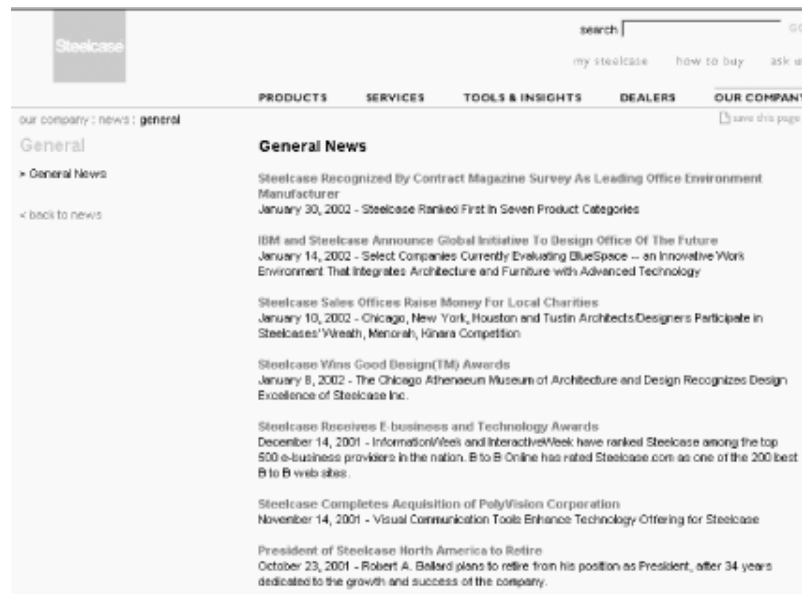 Steelcase
search
my steelcase how to buy ask
PRODUCTS SERVICES TOOLS & INSIGHTS DEALERS OUR COMPANY
our company : news : general
save this page
General
General News
> General News
< back to news
Steelcase Recognized By Contract Magazine Survey As Leading Office Environment
Manufacturer
January 30, 2002 - Steelcase Ranked First In Seven Product Categories
IBM and Steelcase Announce Global Initiative To Design Office Of The Future
January 14, 2002 - Select Companies Currently Evaluating BlueSpace -- an Innovative Work
Environment That Integrates Architecture and Furniture with Advanced Technology
Steelcase Sales Offices Raise Money For Local Charities
January 10, 2002 - Chicago, New York, Houston and Tustin Architects/Designers Participate in
Steelcases' Wreath, Menorah, Kinara Competition
Steelcase Wins Good Design(TM) Awards
January 8, 2002 - The Chicago Athenaeum Museum of Architecture and Design Recognizes Design
Excellence of Steelcase Inc.
Steelcase Receives E-business and Technology Awards
December 14, 2001 - InformationWeek and InteractiveWeek have ranked Steelcase among the top
500 e-business providers in the nation. B to B Online has rated Steelcase.com as one of the 200 best
B to B web sites.
Steelcase Completes Acquisition of PolyVision Corporation
November 14, 2001 - Visual Communication Tools Enhance Technology Offering for Steelcase
President of Steelcase North America to Retire
October 23, 2001 - Robert A. Ballard plans to retire from his position as President, after 34 years
dedicated to the growth and success of the company.